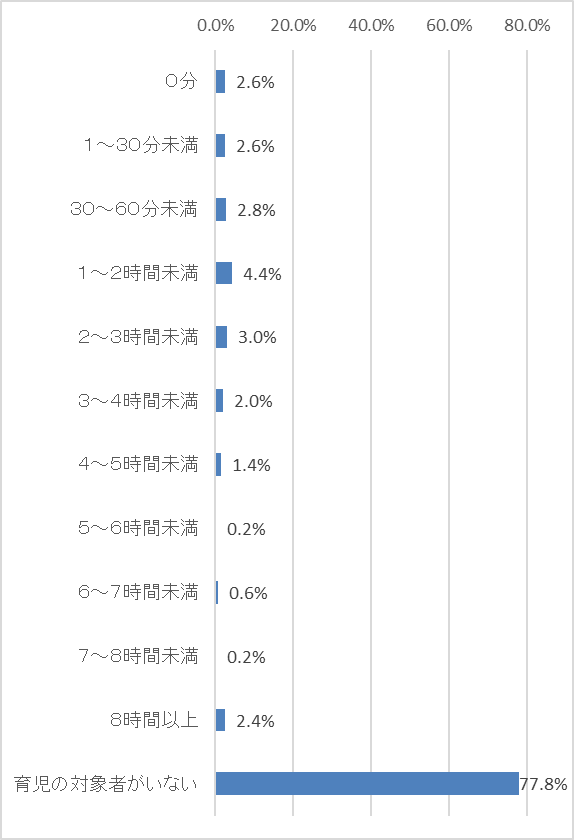 0.0% 20.0% 40.0% 60.0% 80.0%
０分 2.6%
１～３０分未満 2.6%
３０～６０分未満 2.8%
１～２時間未満 4.4%
２～３時間未満 3.0%
３～４時間未満 2.0%
４～５時間未満 1.4%
５～６時間未満 0.2%
６～７時間未満 0.6%
７～８時間未満 0.2%
８時間以上 2.4%
育児の対象者がいない 77.8%